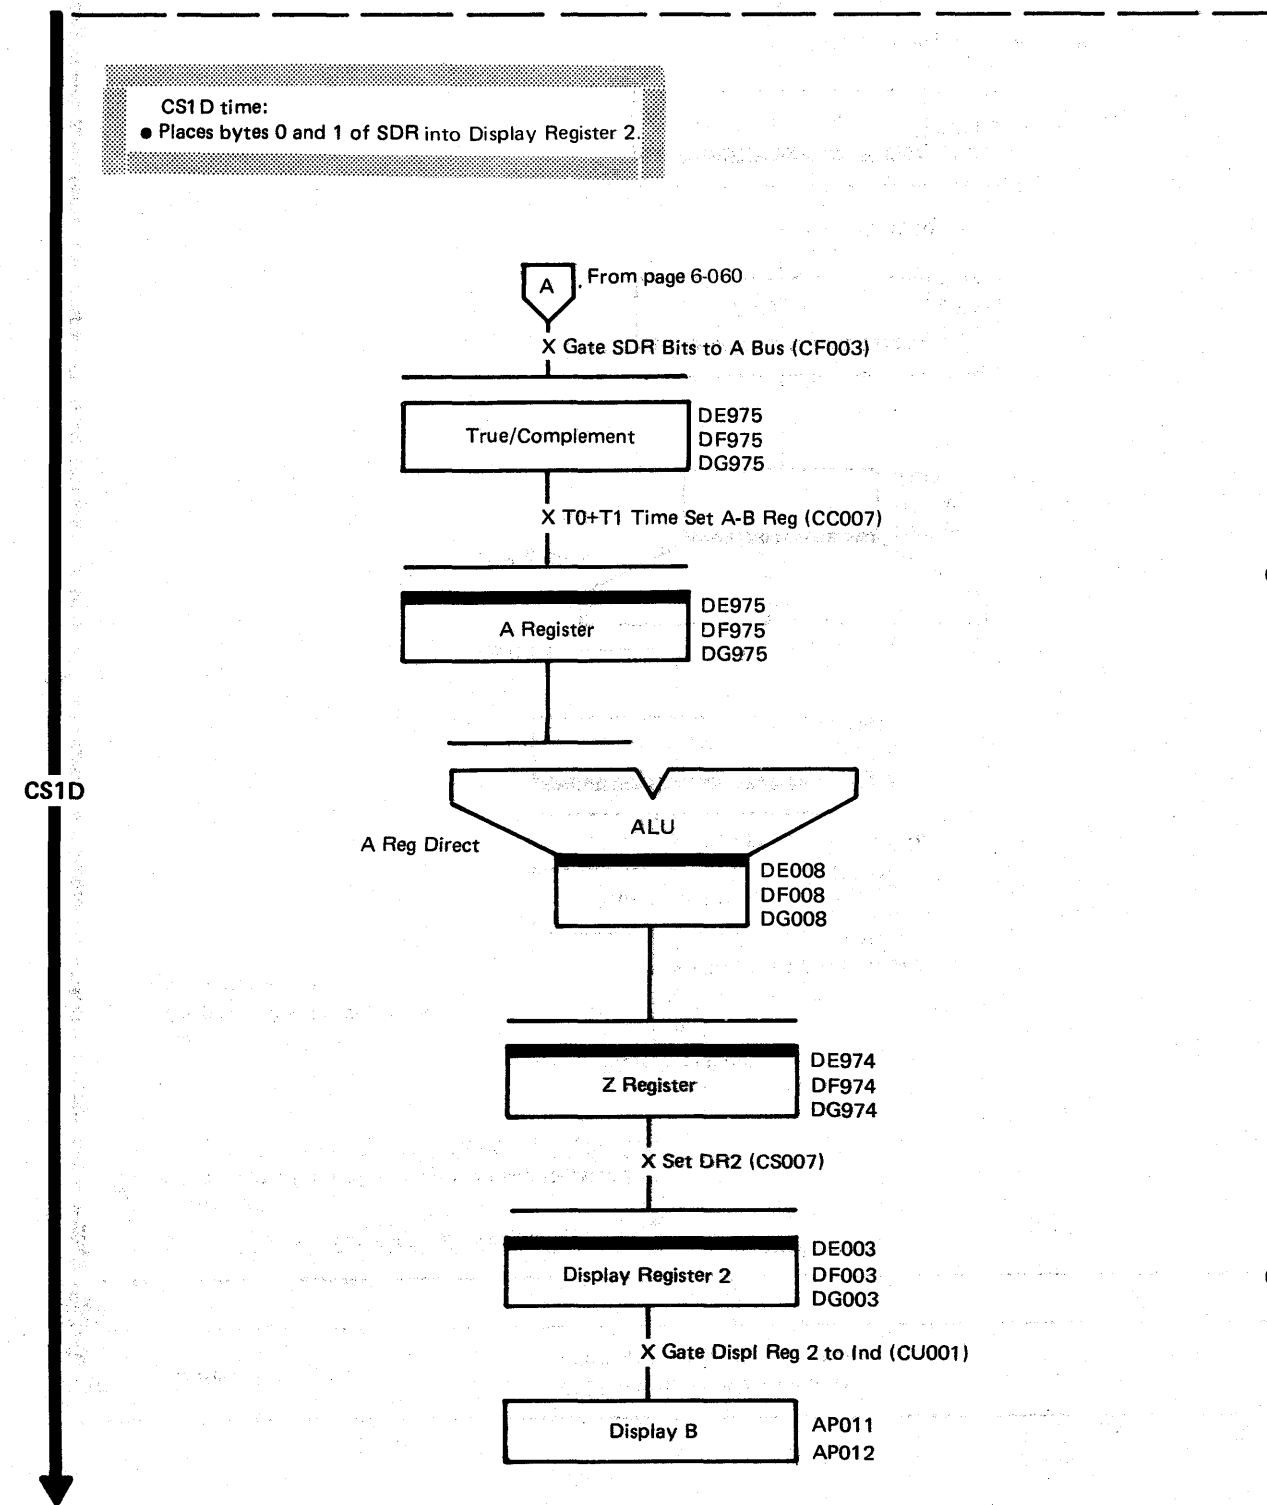 CS1D time:
● Places bytes 0 and 1 of SDR into Display Register 2.
A
From page 6-060
X Gate SDR Bits to A Bus (CF003)
True/Complement
DE975
DF975
DG975
X T0+T1 Time Set A-B Reg (CC007)
A Register
DE975
DF975
DG975
CS1D
ALU
A Reg Direct
DE008
DF008
DG008
Z Register
DE974
DF974
DG974
X Set DR2 (CS007)
Display Register 2
DE003
DF003
DG003
X Gate Displ Reg 2 to Ind (CU001)
Display B
AP011
AP012